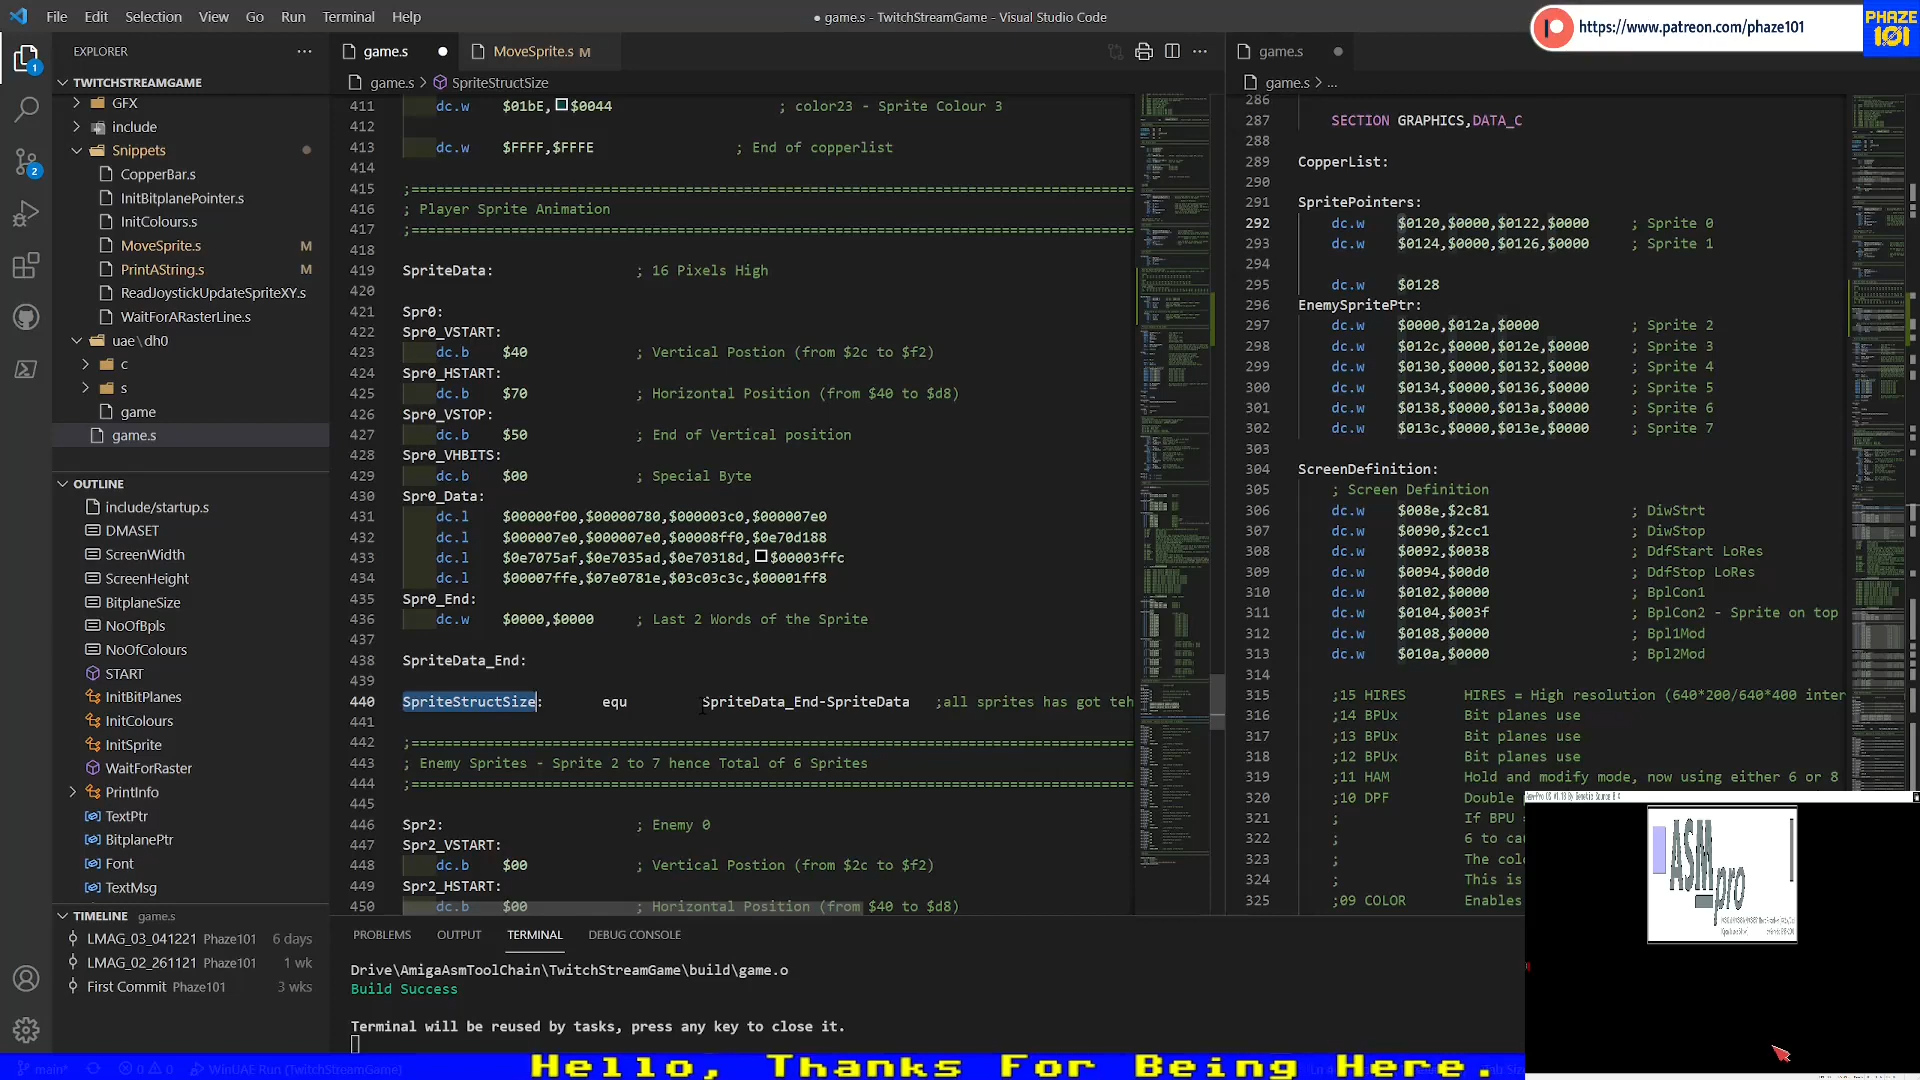 File Edit Selection View Go Run Terminal Help
● game.s - TwitchStreamGame - Visual Studio Code
https://www.patreon.com/phaze101
PHAZE
101
EXPLORER
TWITCHSTREAMGAME
GFX
include
Snippets
CopperBar.s
InitBitplanePointer.s
InitColours.s
MoveSprite.s M
PrintAString.s M
ReadJoystickUpdateSpriteXY.s
WaitForARasterLine.s
uae\dh0
c
s
game
game.s
OUTLINE
include/startup.s
DMASET
ScreenWidth
ScreenHeight
BitplaneSize
NoOfBpls
NoOfColours
START
InitBitPlanes
InitColours
InitSprite
WaitForRaster
PrintInfo
TextPtr
BitplanePtr
Font
TextMsg
TIMELINE game.s
LMAG_03_041221 Phaze101 6 days
LMAG_02_261121 Phaze101 1 wk
First Commit Phaze101 3 wks
game.s MoveSprite.s M
game.s > SpriteStructSize
411 dc.w $01bE,$0044 ; color23 - Sprite Colour 3
412
413 dc.w $FFFF,$FFFE ; End of copperlist
414
415
416 ; Player Sprite Animation
417
418
419 SpriteData: ; 16 Pixels High
420
421 Spr0:
422 Spr0_VSTART:
423 dc.b $40 ; Vertical Postion (from $2c to $f2)
424 Spr0_HSTART:
425 dc.b $70 ; Horizontal Position (from $40 to $d8)
426 Spr0_VSTOP:
427 dc.b $50 ; End of Vertical position
428 Spr0_VHBITS:
429 dc.b $00 ; Special Byte
430 Spr0_Data:
431 dc.l $00000f00,$00000780,$000003c0,$000007e0
432 dc.l $000007e0,$000007e0,$00008ff0,$0e70d188
433 dc.l $0e7075af,$0e7035ad,$0e70318d,$00003ffc
434 dc.l $00007ffe,$07e0781e,$03c03c3c,$00001ff8
435 Spr0_End:
436 dc.w $0000,$0000 ; Last 2 Words of the Sprite
437
438 SpriteData_End:
439
440 SpriteStructSize: equ SpriteData_End-SpriteData ;all sprites has got teh
441
442
443 ; Enemy Sprites - Sprite 2 to 7 hence Total of 6 Sprites
444
445
446 Spr2: ; Enemy 0
447 Spr2_VSTART:
448 dc.b $00 ; Vertical Postion (from $2c to $f2)
449 Spr2_HSTART:
450 dc.b $00 ; Horizontal Position (from $40 to $d8)
game.s
game.s > ...
286
287 SECTION GRAPHICS,DATA_C
288
289 CopperList:
290
291 SpritePointers:
292 dc.w $0120,$0000,$0122,$0000 ; Sprite 0
293 dc.w $0124,$0000,$0126,$0000 ; Sprite 1
294
295 dc.w $0128
296 EnemySpritePtr:
297 dc.w $0000,$012a,$0000 ; Sprite 2
298 dc.w $012c,$0000,$012e,$0000 ; Sprite 3
299 dc.w $0130,$0000,$0132,$0000 ; Sprite 4
300 dc.w $0134,$0000,$0136,$0000 ; Sprite 5
301 dc.w $0138,$0000,$013a,$0000 ; Sprite 6
302 dc.w $013c,$0000,$013e,$0000 ; Sprite 7
303
304 ScreenDefinition:
305 ; Screen Definition
306 dc.w $008e,$2c81 ; DiwStrt
307 dc.w $0090,$2cc1 ; DiwStop
308 dc.w $0092,$0038 ; DdfStart LoRes
309 dc.w $0094,$00d0 ; DdfStop LoRes
310 dc.w $0102,$0000 ; BplCon1
311 dc.w $0104,$003f ; BplCon2 - Sprite on top
312 dc.w $0108,$0000 ; Bpl1Mod
313 dc.w $010a,$0000 ; Bpl2Mod
314
315 ;15 HIRES HIRES = High resolution (640*200/640*400 inter
316 ;14 BPUx Bit planes use
317 ;13 BPUx Bit planes use
318 ;12 BPUx Bit planes use
319 ;11 HAM Hold and modify mode, now using either 6 or 8
320 ;10 DPF Double
321 ; If BPU =
322 ; 6 to ca
323 ; The col
324 ; This is
325 ;09 COLOR Enables
PROBLEMS OUTPUT TERMINAL DEBUG CONSOLE
Drive\AmigaAsmToolChain\TwitchStreamGame\build\game.o
Build Success
Terminal will be reused by tasks, press any key to close it.
ASM
pro
main* 0 0 WinUAE Run (TwitchStreamGame)
Hello, Thanks For Being Here.